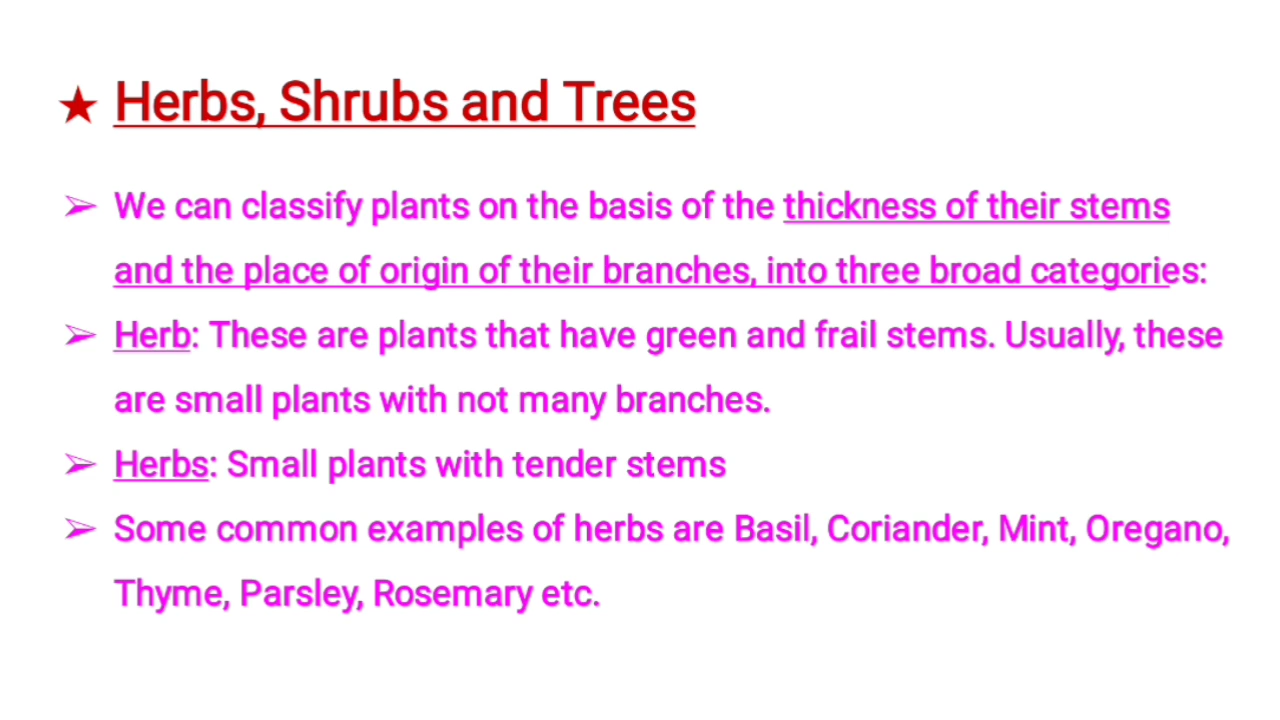 ★ Herbs, Shrubs and Trees
➢ We can classify plants on the basis of the thickness of their stems
and the place of origin of their branches, into three broad categories:
➢ Herb: These are plants that have green and frail stems. Usually, these
are small plants with not many branches.
➢ Herbs: Small plants with tender stems
➢ Some common examples of herbs are Basil, Coriander, Mint, Oregano,
Thyme, Parsley, Rosemary etc.